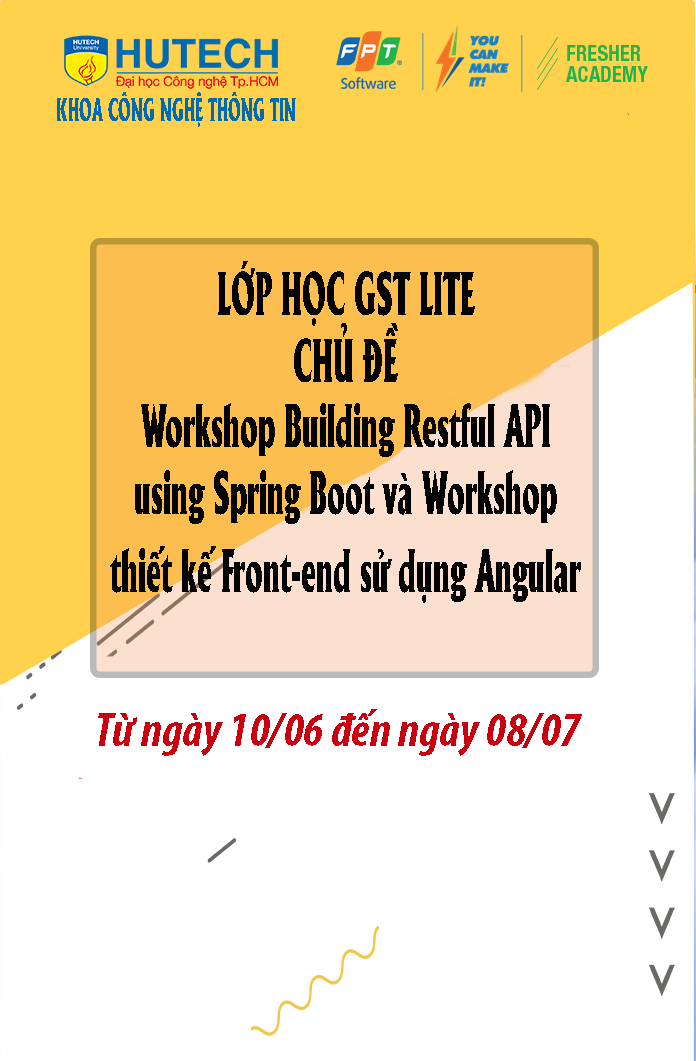 HUTECH
University
HUTECH
Đại học Công nghệ Tp.HCM
KHOA CÔNG NGHỆ THÔNG TIN
FPT
Software
YOU
CAN
MAKE
IT!
FRESHER
ACADEMY
LỚP HỌC GST LITE
CHỦ ĐỀ
Workshop Building Restful API
using Spring Boot và Workshop
thiết kế Front-end sử dụng Angular
Từ ngày 10/06 đến ngày 08/07